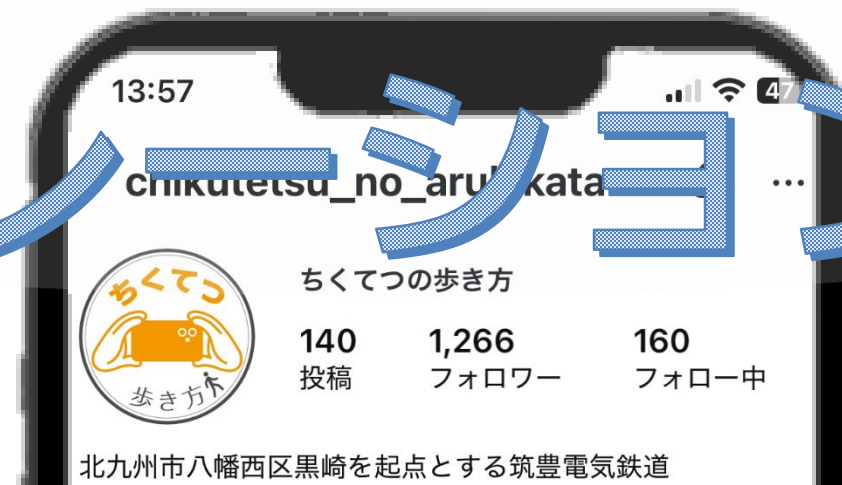 13:57
47
ノーション
chikutetsu_no_arukikata
ちくてつ
歩き方
ちくてつの歩き方
140
1,266
160
投稿
フォロワー
フォロー中
北九州市八幡西区黒崎を起点とする筑豊電気鉄道